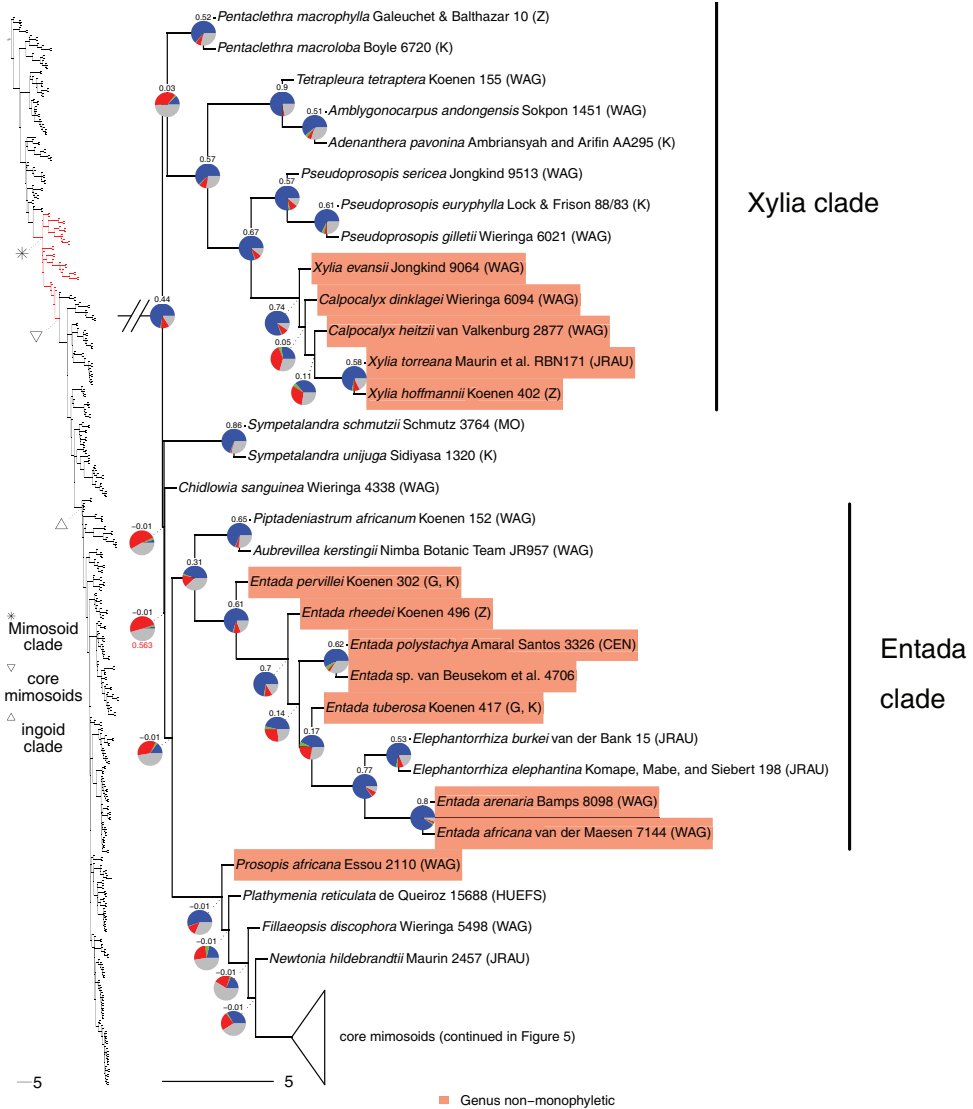 0.52
Pentaclethra macrophylla Galeuchet & Balthazar 10 (Z)
Pentaclethra macroloba Boyle 6720 (K)
0.03
Tetrapleura tetraptera Koenen 155 (WAG)
0.9
0.51
Amblygonocarpus andongensis Sokpon 1451 (WAG)
Adenanthera pavonina Ambriansyah and Arifin AA295 (K)
0.57
Pseudoprosopis sericea Jongkind 9513 (WAG)
0.57
0.61
Pseudoprosopis euryphylla Lock & Frison 88/83 (K)
Pseudoprosopis gilletii Wieringa 6021 (WAG)
Xylia clade
0.67
Xylia evansii Jongkind 9064 (WAG)
Calpocalyx dinklagei Wieringa 6094 (WAG)
0.44
0.74
Calpocalyx heitzii van Valkenburg 2877 (WAG)
0.05
0.58
Xylia torreana Maurin et al. RBN171 (JRAU)
0.11
Xylia hoffmannii Koenen 402 (Z)
0.86
Sympetalandra schmutzii Schmutz 3764 (MO)
Sympetalandra unijuga Sidiyasa 1320 (K)
Chidlowia sanguinea Wieringa 4338 (WAG)
−0.01
0.65
Piptadeniastrum africanum Koenen 152 (WAG)
Aubrevillea kerstingii Nimba Botanic Team JR957 (WAG)
0.31
Entada pervillei Koenen 302 (G, K)
−0.01
0.563
0.61
Entada rheedei Koenen 496 (Z)
Mimosoid
clade
core
mimosoids
ingoid
clade
0.62
Entada polystachya Amaral Santos 3326 (CEN)
Entada sp. van Beusekom et al. 4706
Entada
clade
0.7
Entada tuberosa Koenen 417 (G, K)
0.14
0.17
−0.01
0.53
Elephantorrhiza burkei van der Bank 15 (JRAU)
Elephantorrhiza elephantina Komape, Mabe, and Siebert 198 (JRAU)
0.77
0.8
Entada arenaria Bamps 8098 (WAG)
Entada africana van der Maesen 7144 (WAG)
Prosopis africana Essou 2110 (WAG)
Plathymenia reticulata de Queiroz 15688 (HUEFS)
−0.01
Fillaeopsis discophora Wieringa 5498 (WAG)
−0.01
Newtonia hildebrandtii Maurin 2457 (JRAU)
−0.01
−0.01
core mimosoids (continued in Figure 5)
5
5
Genus non−monophyletic